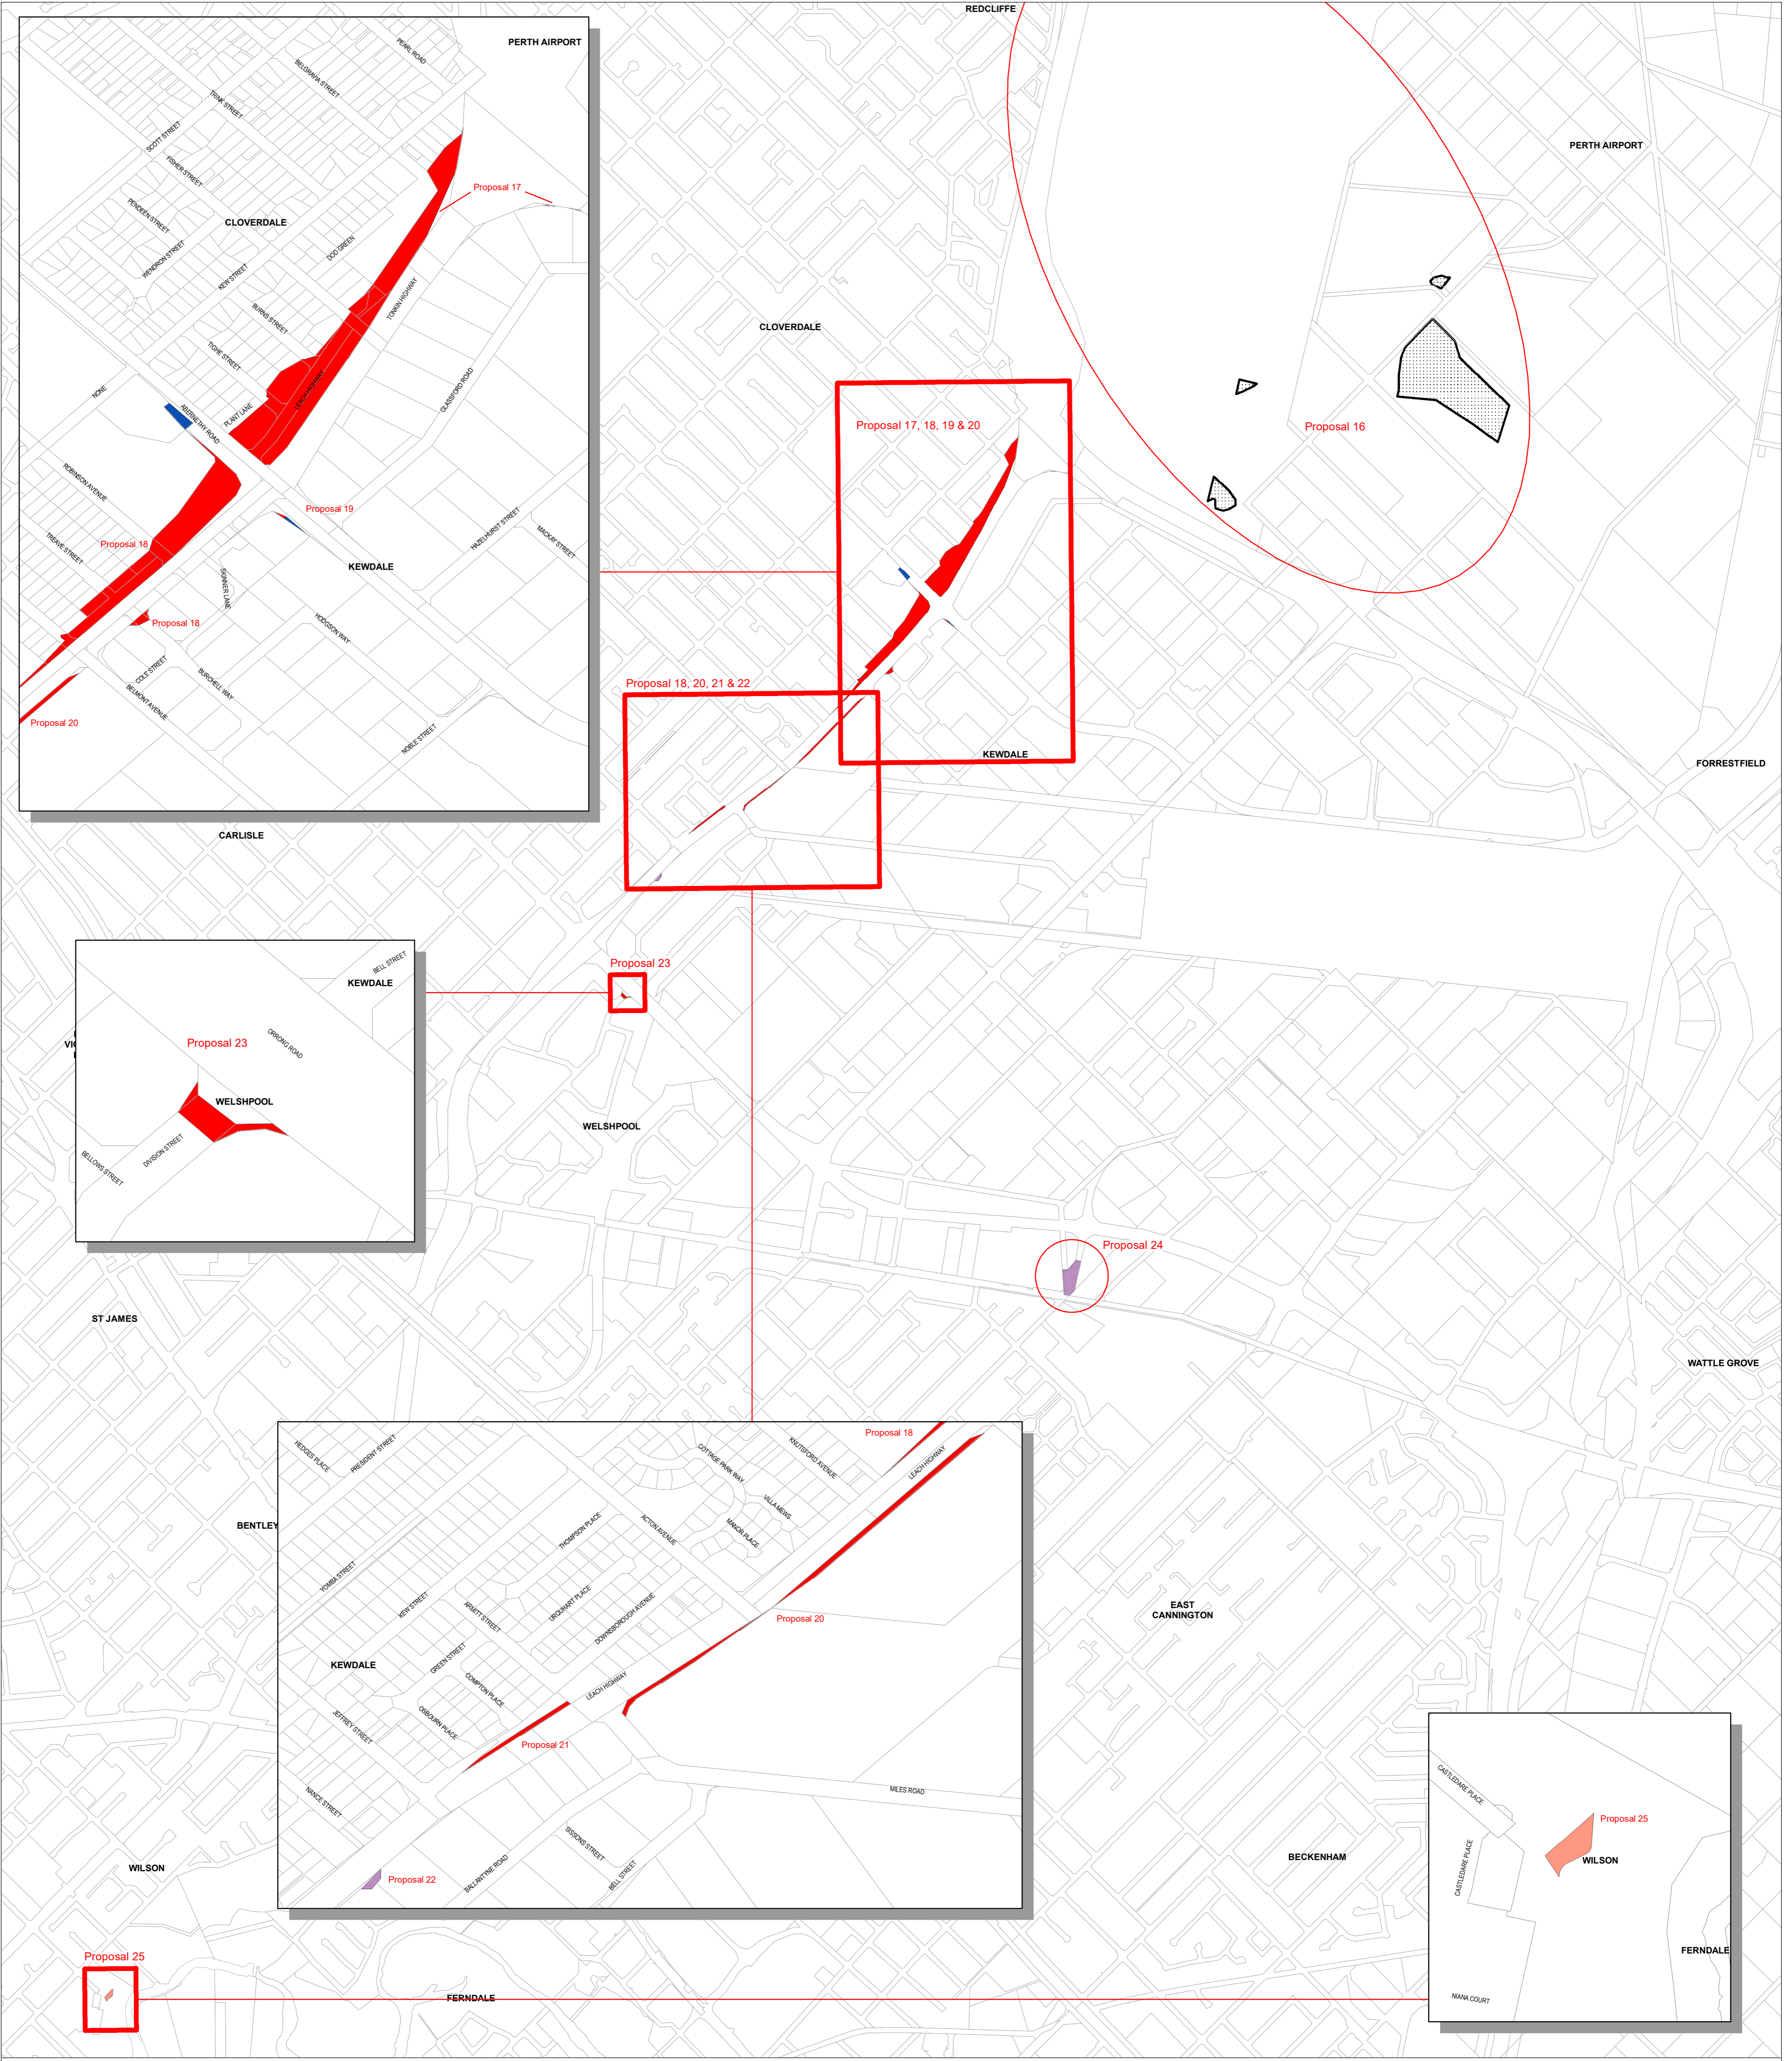 REDCLIFFE
PERTH AIRPORT
PERTH AIRPORT
PEARL ROAD
BELGRAVIA STREET
TRINK STREET
SCOTT STREET
FISHER STREET
PENDEEN STREET
CLOVERDALE
WENDRON STREET
KEW STREET
DOD GREEN
Proposal 17
TONKIN HIGHWAY
BURNS STREET
TIGHE STREET
LEACH HIGHWAY
GLASSFORD ROAD
NONE
PLANT LANE
ABERNETHY ROAD
ROBINSON AVENUE
TREAVE STREET
Proposal 18
Proposal 19
HAZELHURST STREET
MACKAY STREET
KEWDALE
SKINNER LANE
Proposal 18
HODGSON WAY
COLE STREET
BURCHELL WAY
BELMONT AVENUE
NOBLE STREET
Proposal 20
CLOVERDALE
Proposal 17, 18, 19 & 20
Proposal 16
Proposal 18, 20, 21 & 22
KEWDALE
FORRESTFIELD
CARLISLE
BELL STREET
KEWDALE
ORRONG ROAD
Proposal 23
WELSHPOOL
DIVISION STREET
BELLOWS STREET
Proposal 23
WELSHPOOL
Proposal 24
ST JAMES
WATTLE GROVE
BENTLEY
HEDGES PLACE
PRESIDENT STREET
COTTAGE PARK WAY
KNUTSFORD AVENUE
Proposal 18
LEACH HIGHWAY
VILLA MEWS
MANOR PLACE
ACTON AVENUE
THOMPSON PLACE
YOMBA STREET
KEW STREET
ARMITT STREET
URQUHART PLACE
DOWNSBOROUGH AVENUE
Proposal 20
GREEN STREET
KEWDALE
COMPTON PLACE
LEACH HIGHWAY
OSBOURN PLACE
JEFFREY STREET
Proposal 21
NANCE STREET
MILES ROAD
SISSONS STREET
BALLANTYNE ROAD
BELL STREET
Proposal 22
EAST
CANNINGTON
BECKENHAM
CASTLEDARE PLACE
Proposal 25
WILSON
CASTLEDARE PLACE
FERNDALE
NIANA COURT
WILSON
Proposal 25
FERNDALE